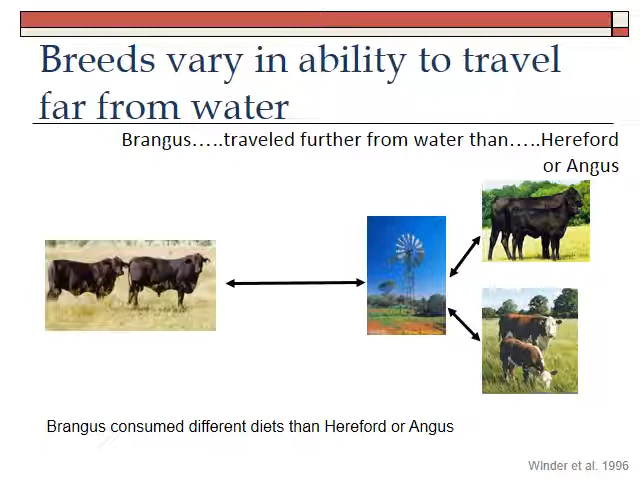 Breeds vary in ability to travel
far from water
Brangus…..traveled further from water than…..Hereford
or Angus
Brangus consumed different diets than Hereford or Angus
Winder et al. 1996